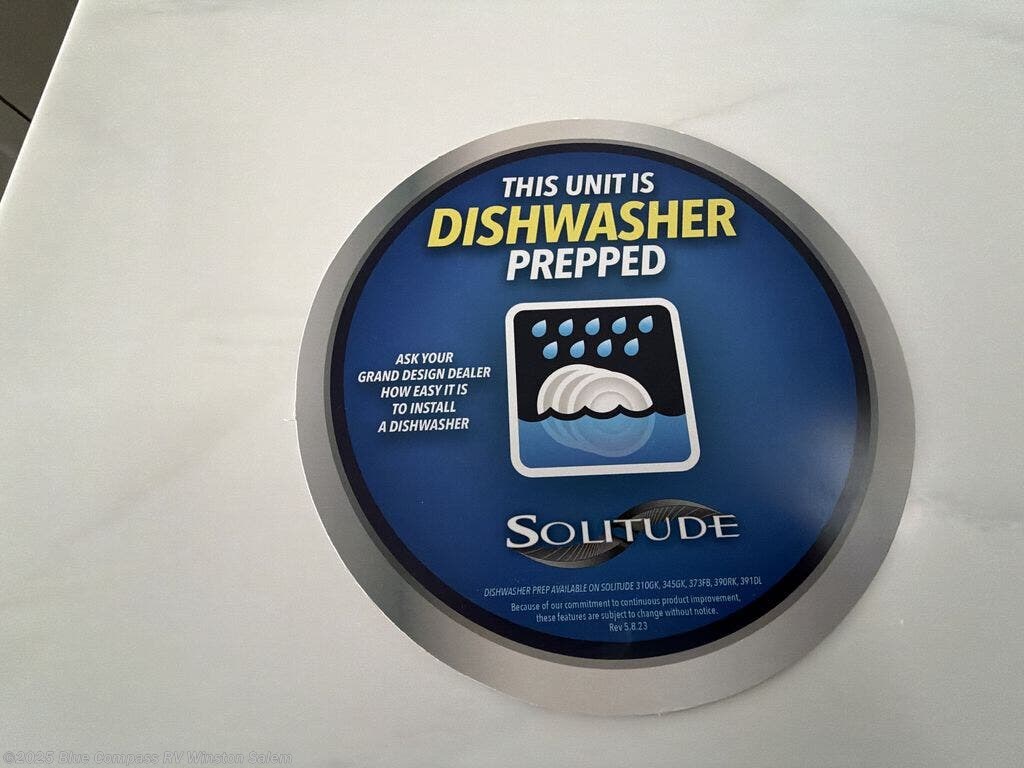 THIS UNIT IS
DISHWASHER
PREPPED
ASK YOUR
GRAND DESIGN DEALER
HOW EASY IT IS
TO INSTALL
A DISHWASHER
SOLITUDE
DISHWASHER PREP AVAILABLE ON SOLITUDE 310GK, 345GK, 373FB, 390RK, 391DL
Because of our commitment to continuous product improvement,
these features are subject to change without notice.
Rev 5.8.23
©2025 Blue Compass RV Winston Salem